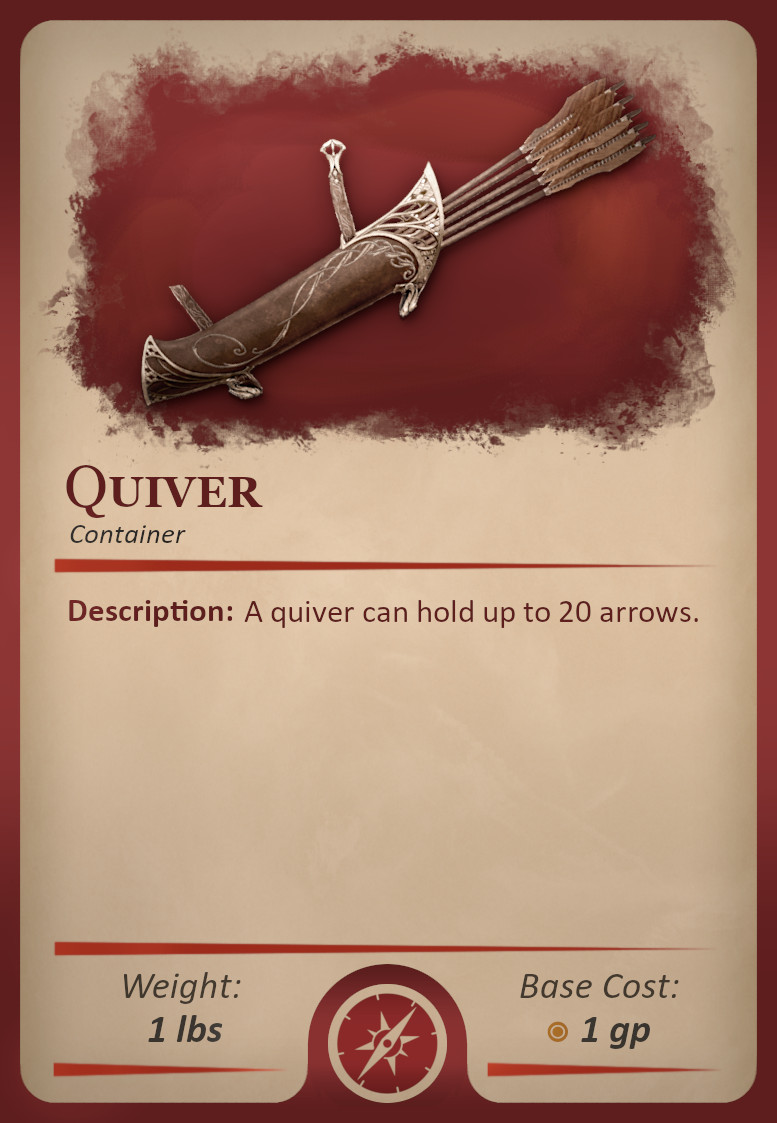 Quiver
Container
Description: A quiver can hold up to 20 arrows.
Weight:
1 lbs
Base Cost:
1 gp